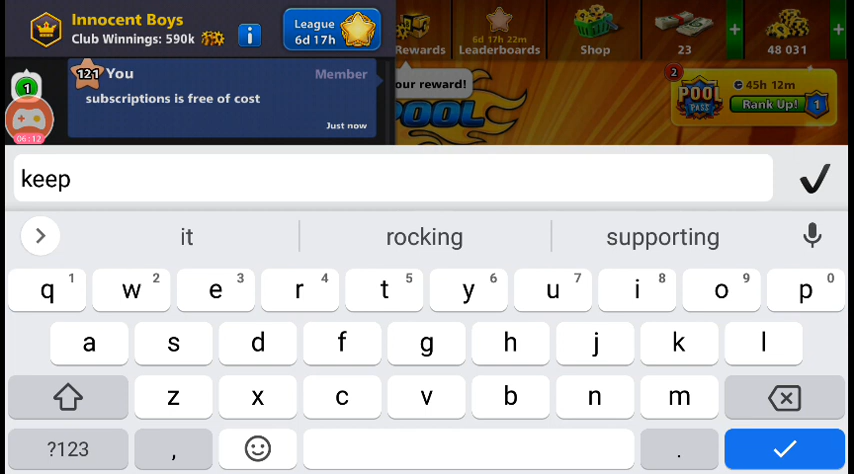 Innocent Boys
Club Winnings: 590k
i
League
6d 17h
Rewards
6d 17h 22m
Leaderboards
Shop
23
+
48 031
+
1
121
You
Member
subscriptions is free of cost
Just now
our reward!
POOL
2
POOL
PASS
45h 12m
Rank Up!
1
06:12
keep
it
rocking
supporting
q 1 w 2 e 3 r 4 t 5 y 6 u 7 i 8 o 9 p 0
a s d f g h j k l
z x c v b n m
?123 , .